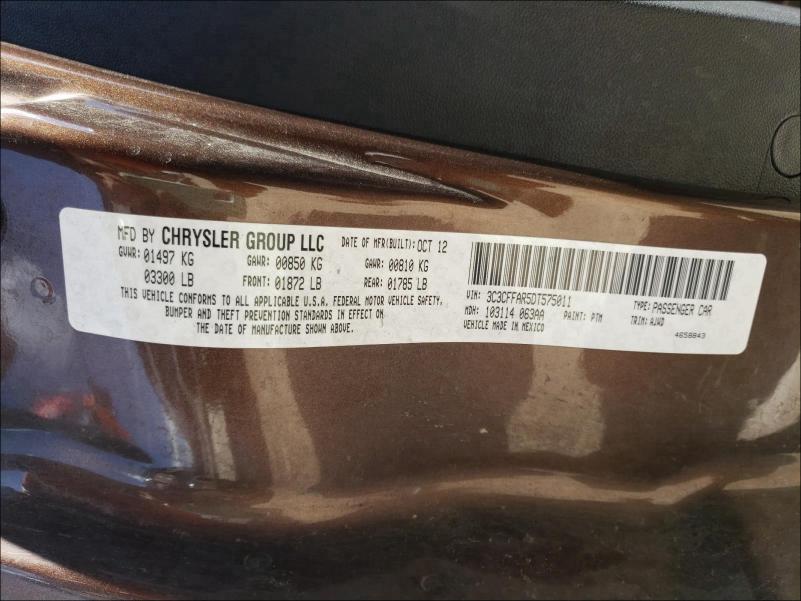 MFD BY CHRYSLER GROUP LLC DATE OF MFR(BUILT): OCT 12
GVWR: 01497 KG GAWR: 00850 KG GAWR: 00810 KG
03300 LB FRONT: 01872 LB REAR: 01785 LB
THIS VEHICLE CONFORMS TO ALL APPLICABLE U.S.A. FEDERAL MOTOR VEHICLE SAFETY,
BUMPER AND THEFT PREVENTION STANDARDS IN EFFECT ON
THE DATE OF MANUFACTURE SHOWN ABOVE.
VIN: 3C3CFFAR5DT575011 TYPE: PASSENGER CAR
MDH: 103114 063AA PAINT: PTM TRIM: AJWD
VEHICLE MADE IN MEXICO 4658843